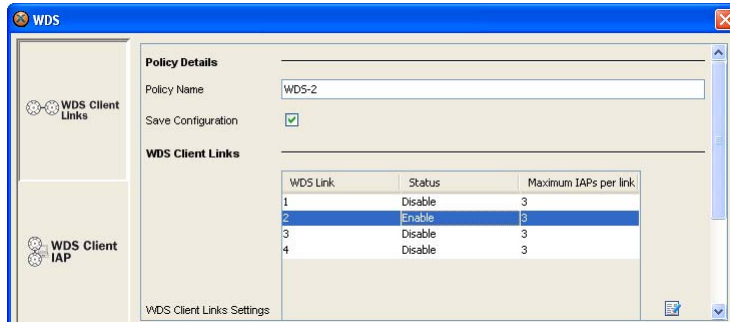 WDS
WDS Client
Links
WDS Client
IAP
Policy Details
Policy Name
WDS-2
Save Configuration
WDS Client Links
WDS Link Status Maximum IAPs per link
1 Disable 3
2 Enable 3
3 Disable 3
4 Disable 3
WDS Client Links Settings